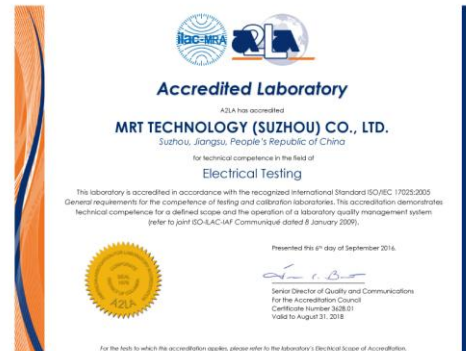 ilac-MRA
A2LA
Accredited Laboratory
A2LA has accredited
MRT TECHNOLOGY (SUZHOU) CO., LTD.
Suzhou, Jiangsu, People's Republic of China
for technical competence in the field of
Electrical Testing
This laboratory is accredited in accordance with the recognized International Standard ISO/IEC 17025:2005
General requirements for the competence of testing and calibration laboratories. This accreditation demonstrates
technical competence for a defined scope and the operation of a laboratory quality management system
(refer to joint ISO-ILAC-IAF Communiqué dated 8 January 2009).
Presented this 6th day of September 2016.
Senior Director of Quality and Communications
For the Accreditation Council
Certificate Number 3628.01
Valid to August 31, 2018
SEAL
1978
A2LA
For the tests to which this accreditation applies, please refer to the laboratory's Electrical Scope of Accreditation.